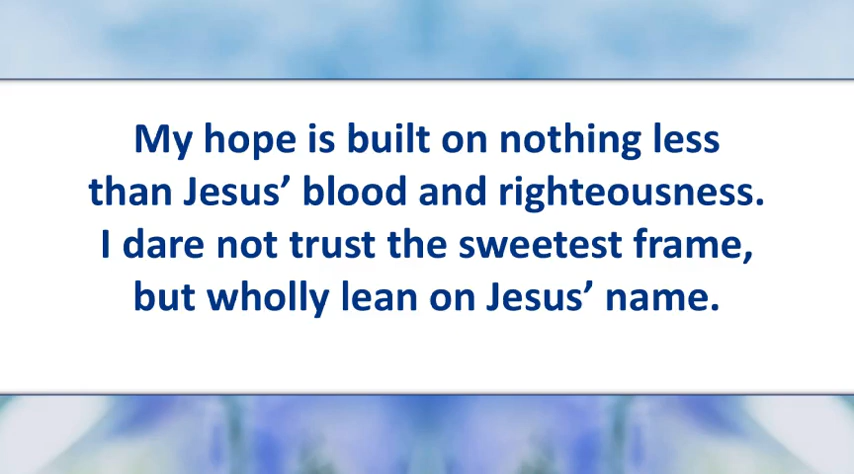 My hope is built on nothing less
than Jesus’ blood and righteousness.
I dare not trust the sweetest frame,
but wholly lean on Jesus’ name.